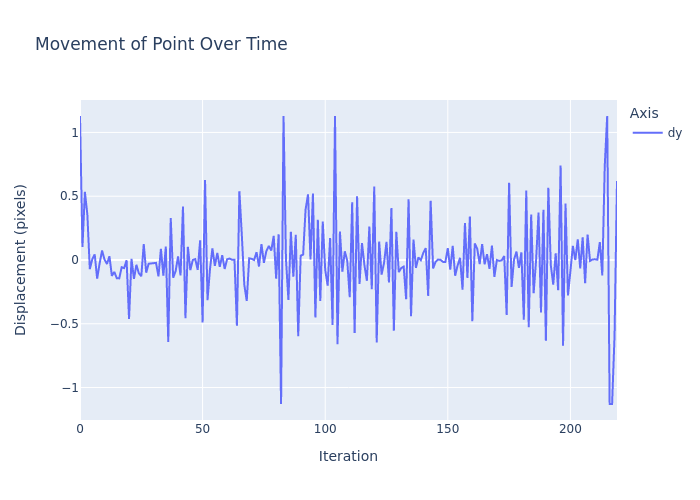 Movement of Point Over Time
Axis
dy
1
0.5
0
−0.5
−1
Displacement (pixels)
0
50
100
150
200
Iteration